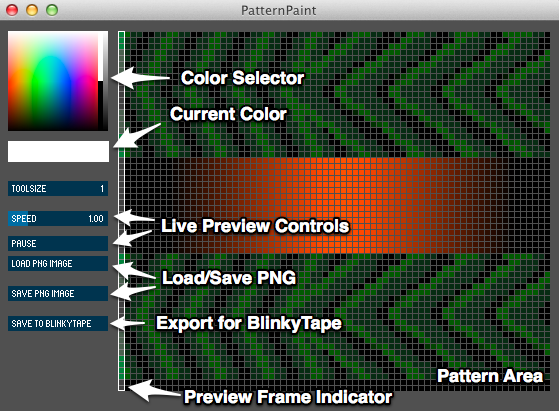 PatternPaint
Color Selector
Current Color
TOOLSIZE 1
SPEED 1.00
Live Preview Controls
PAUSE
LOAD PNG IMAGE
Load/Save PNG
SAVE PNG IMAGE
SAVE TO BLINKYTAPE
Export for BlinkyTape
Pattern Area
Preview Frame Indicator